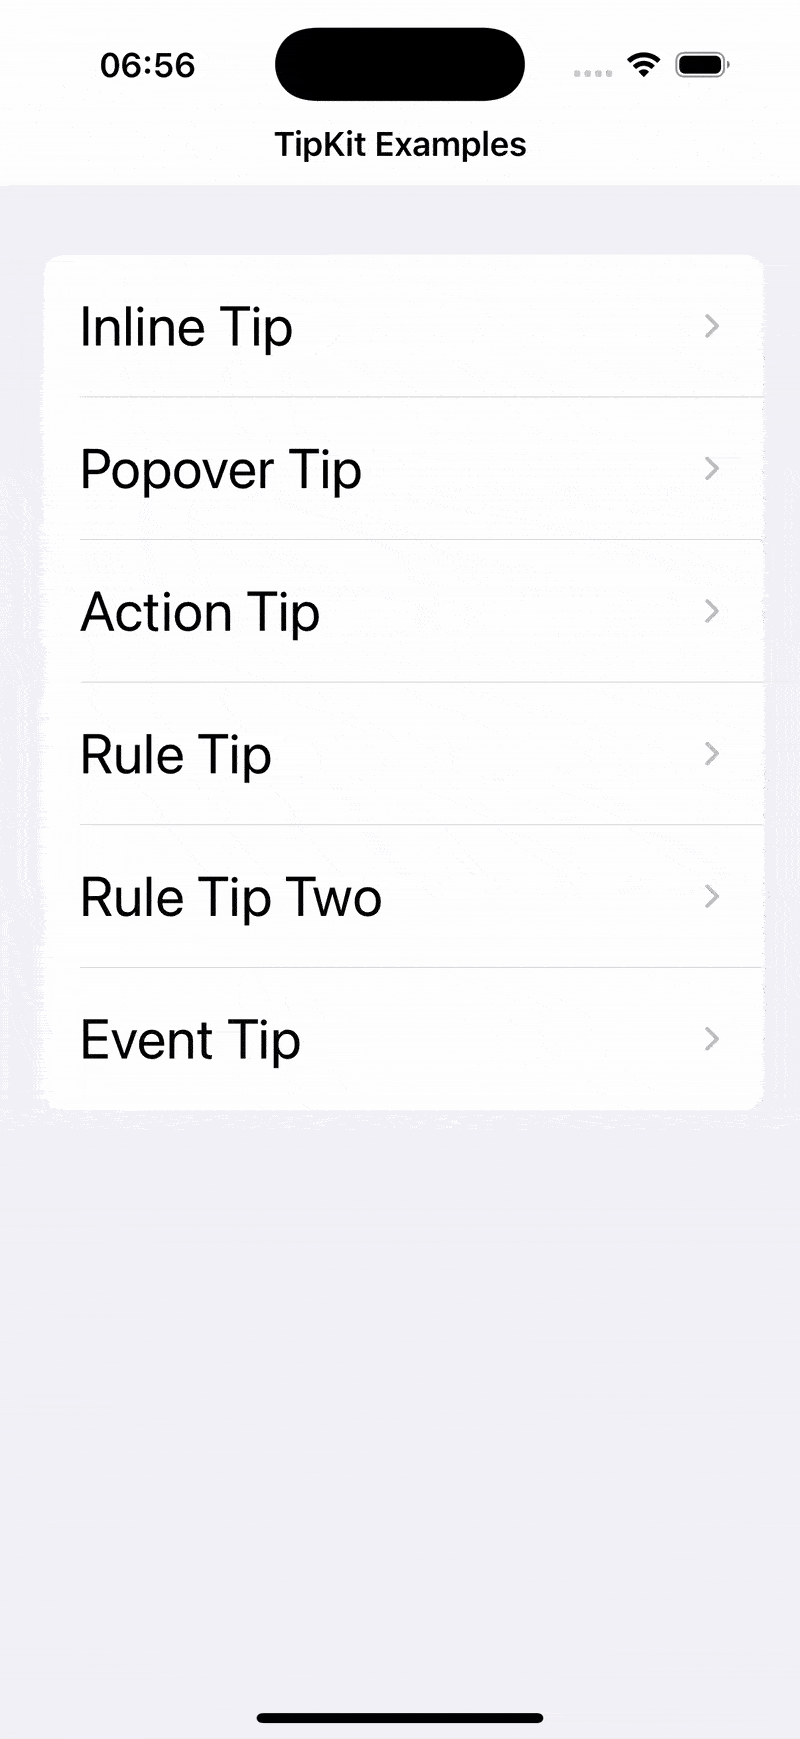 06:56
TipKit Examples
Inline Tip
Popover Tip
Action Tip
Rule Tip
Rule Tip Two
Event Tip